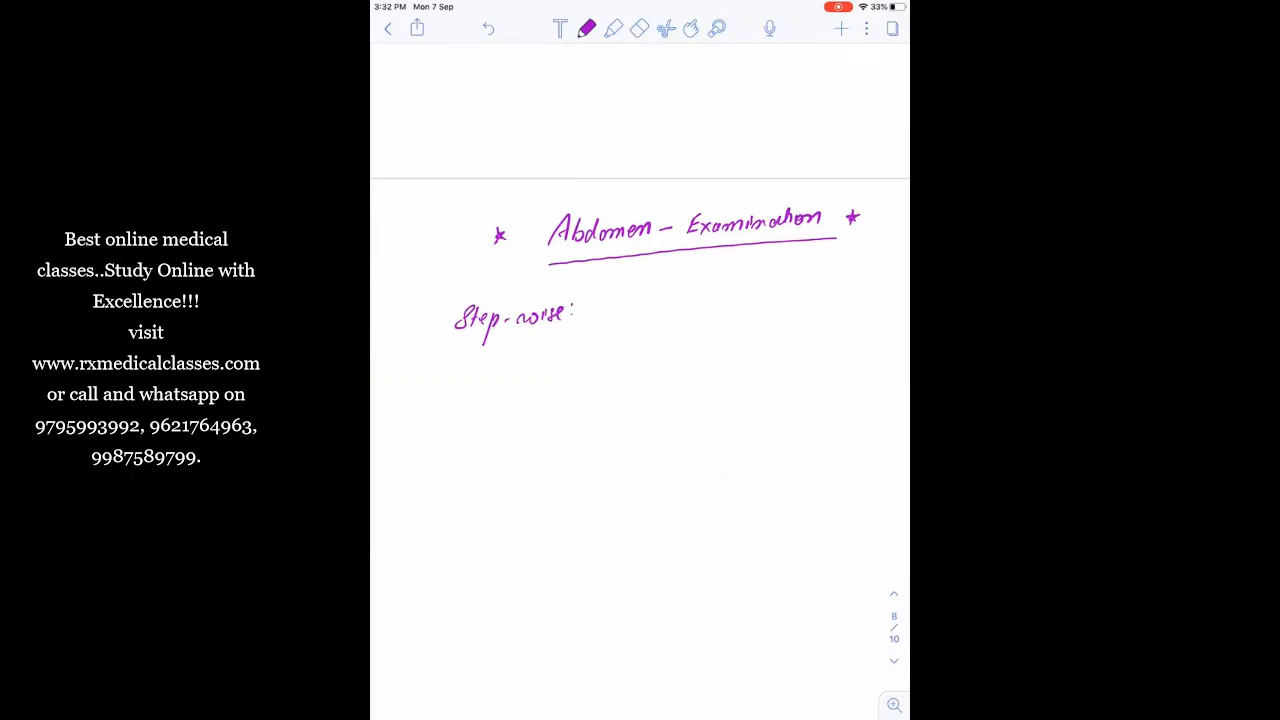 3:32 PM Mon 7 Sep
33%
T
Abdomen - Examination
Step-wise:
Best online medical
classes..Study Online with
Excellence!!!
visit
www.rxmedicalclasses.com
or call and whatsapp on
9795993992, 9621764963,
9987589799.
8
/
10